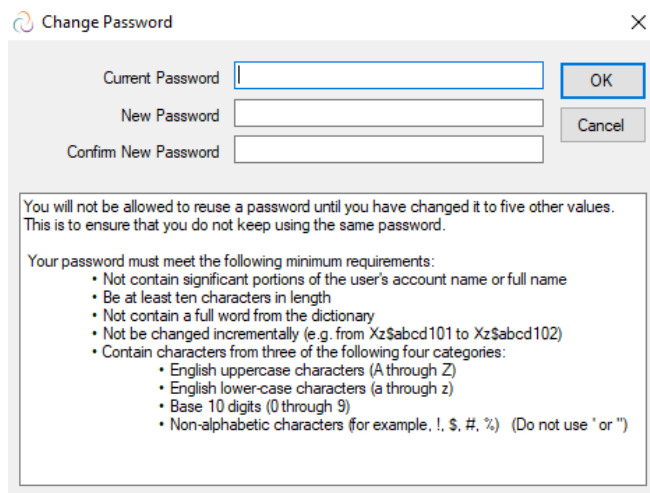 Change Password
Current Password
OK
New Password
Cancel
Confirm New Password
You will not be allowed to reuse a password until you have changed it to five other values.
This is to ensure that you do not keep using the same password.
Your password must meet the following minimum requirements:
• Not contain significant portions of the user's account name or full name
• Be at least ten characters in length
• Not contain a full word from the dictionary
• Not be changed incrementally (e.g. from Xz$abcd101 to Xz$abcd102)
• Contain characters from three of the following four categories:
• English uppercase characters (A through Z)
• English lower-case characters (a through z)
• Base 10 digits (0 through 9)
• Non-alphabetic characters (for example, !, $, #, %) (Do not use ' or ")